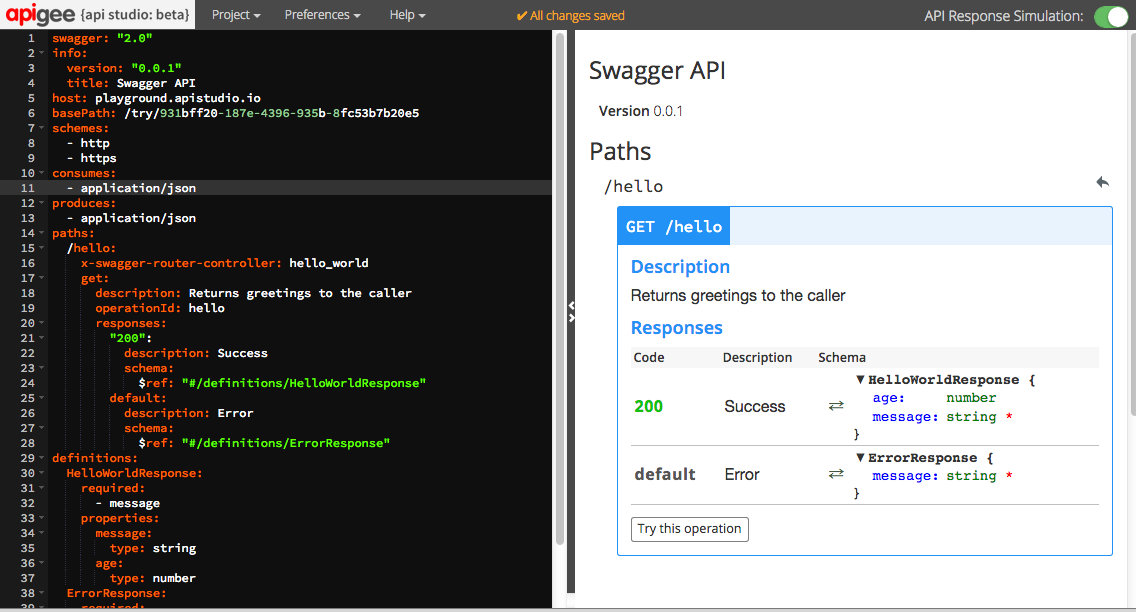 apigee {api studio: beta} Project Preferences Help ✔ All changes saved API Response Simulation:
1 swagger: "2.0"
2 info:
3 version: "0.0.1"
4 title: Swagger API
5 host: playground.apistudio.io
6 basePath: /try/931bff20-187e-4396-935b-8fc53b7b20e5
7 schemes:
8 - http
9 - https
10 consumes:
11 - application/json
12 produces:
13 - application/json
14 paths:
15 /hello:
16 x-swagger-router-controller: hello_world
17 get:
18 description: Returns greetings to the caller
19 operationId: hello
20 responses:
21 "200":
22 description: Success
23 schema:
24 $ref: "#/definitions/HelloWorldResponse"
25 default:
26 description: Error
27 schema:
28 $ref: "#/definitions/ErrorResponse"
29 definitions:
30 HelloWorldResponse:
31 required:
32 - message
33 properties:
34 message:
35 type: string
36 age:
37 type: number
38 ErrorResponse:
39 required:
Swagger API
Version 0.0.1
Paths
/hello
GET /hello
Description
Returns greetings to the caller
Responses
Code Description Schema
200 Success ⇄ ▼ HelloWorldResponse {
age: number
message: string *
}
default Error ⇄ ▼ ErrorResponse {
message: string *
}
Try this operation